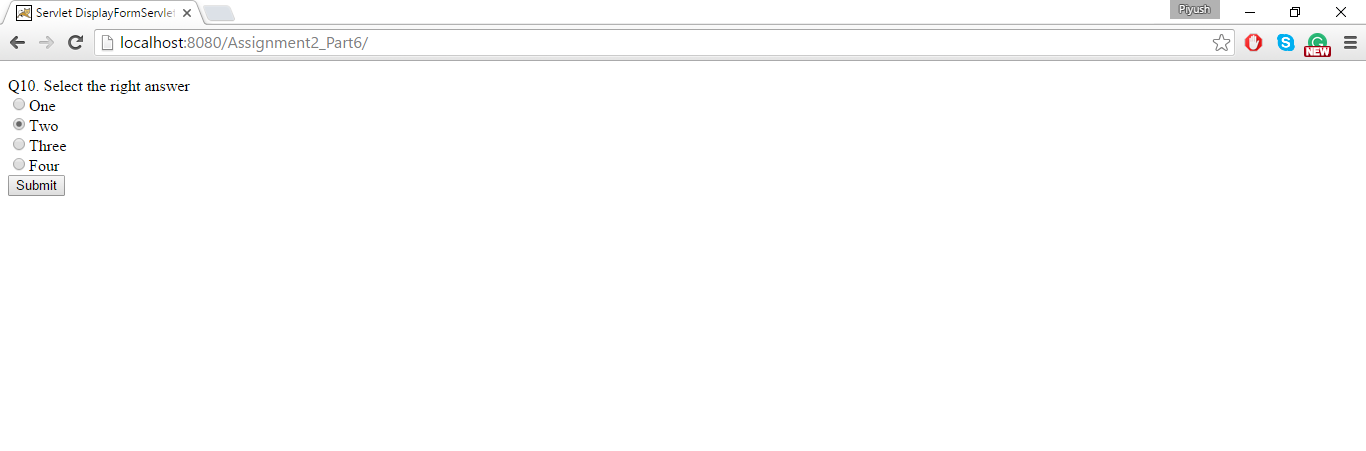 Servlet DisplayFormServlet
Piyush
localhost:8080/Assignment2_Part6/
NEW
Q10. Select the right answer
One
Two
Three
Four
Submit